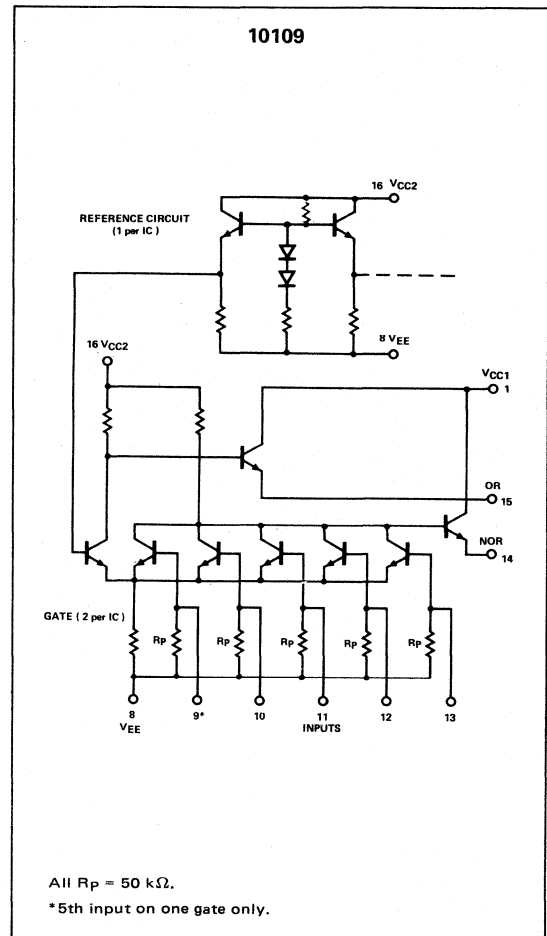 10109
16 VCC2
REFERENCE CIRCUIT
(1 per IC)
8 VEE
16 VCC2
VCC1
1
OR
15
NOR
14
GATE (2 per IC)
RP RP RP RP RP
8 9* 10 11 12 13
VEE INPUTS
All RP = 50 kΩ.
*5th input on one gate only.